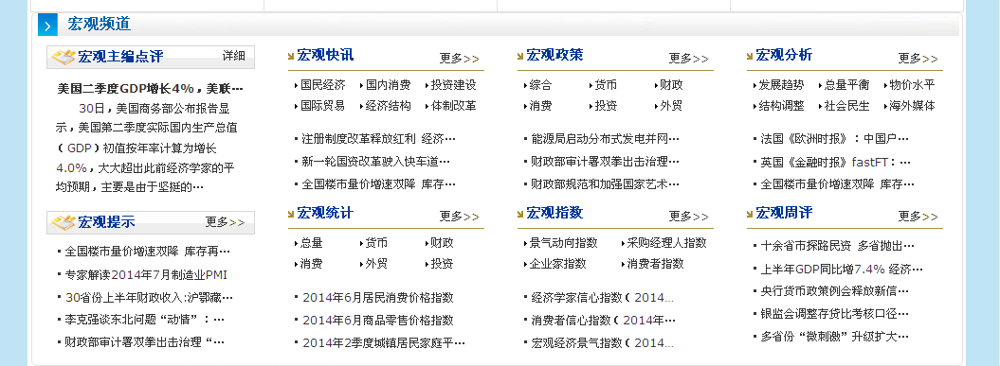 宏观频道
宏观主编点评 详细
美国二季度GDP增长4%，美联…
30日，美国商务部公布报告显
示，美国第二季度实际国内生产总值
（GDP）初值按年率计算为增长
4.0%，大大超出此前经济学家的平
均预期，主要是由于坚挺的…
宏观提示 更多>>
全国楼市量价增速双降 库存再…
专家解读2014年7月制造业PMI
30省份上半年财政收入:沪鄂藏…
李克强谈东北问题“动情”：…
财政部审计署双拳出击治理“…
宏观快讯 更多>>
国民经济 国内消费 投资建设
国际贸易 经济结构 体制改革
注册制度改革释放红利 经济…
新一轮国资改革驶入快车道…
全国楼市量价增速双降 库存…
宏观统计 更多>>
总量 货币 财政
消费 外贸 投资
2014年6月居民消费价格指数
2014年6月商品零售价格指数
2014年2季度城镇居民家庭平…
宏观政策 更多>>
综合 货币 财政
消费 投资 外贸
能源局启动分布式发电并网…
财政部审计署双拳出击治理…
财政部规范和加强国家艺术…
宏观指数 更多>>
景气动向指数 采购经理人指数
企业家指数 消费者指数
经济学家信心指数（2014...
消费者信心指数（2014年…
宏观经济景气指数（2014...
宏观分析 更多>>
发展趋势 总量平衡 物价水平
结构调整 社会民生 海外媒体
法国《欧洲时报》：中国户…
英国《金融时报》fastFT：…
全国楼市量价增速双降 库存…
宏观周评 更多>>
十余省市探路民资 多省抛出…
上半年GDP同比增7.4% 经济…
央行货币政策例会释放新信…
银监会调整存贷比考核口径…
多省份“微刺激”升级扩大…